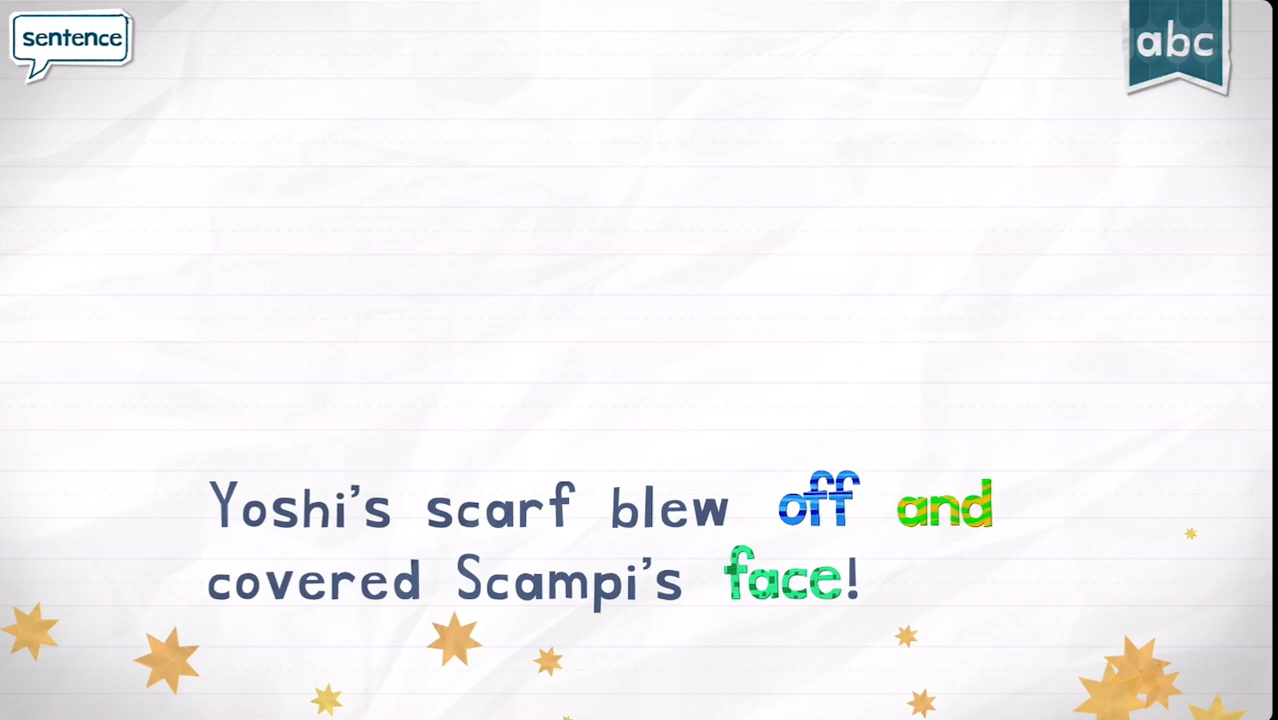 sentence
abc
Yoshi’s scarf blew off and
covered Scampi’s face!